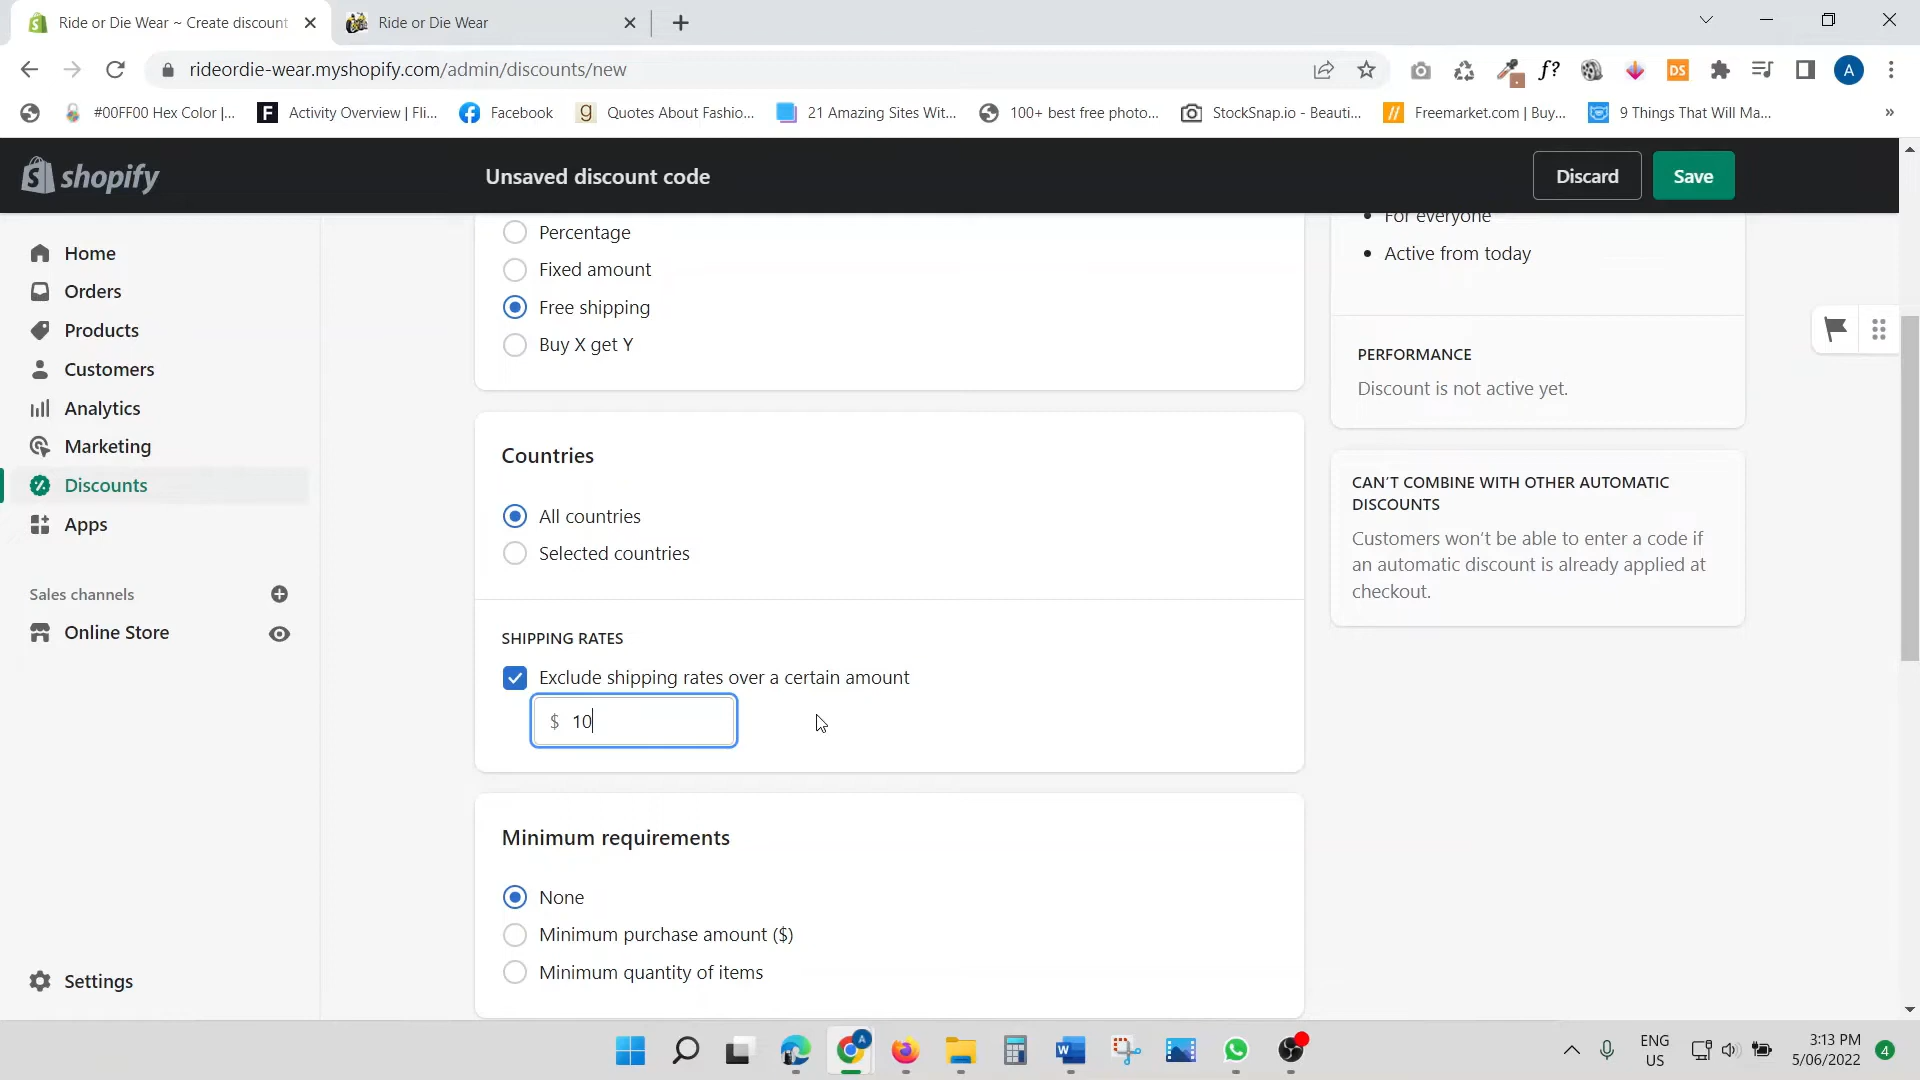 Ride or Die Wear ~ Create discount
Ride or Die Wear
rideordie-wear.myshopify.com/admin/discounts/new
f?
DS
A
#00FF00 Hex Color |...
F Activity Overview | Fli...
Facebook
g Quotes About Fashio...
21 Amazing Sites Wit...
100+ best free photo...
StockSnap.io - Beauti...
Freemarket.com | Buy...
9 Things That Will Ma...
»
shopify
Unsaved discount code
Discard
Save
Home
Orders
Products
Customers
Analytics
Marketing
Discounts
Apps
Sales channels
Online Store
Settings
Percentage
Fixed amount
Free shipping
Buy X get Y
Countries
All countries
Selected countries
SHIPPING RATES
Exclude shipping rates over a certain amount
$ 10
Minimum requirements
None
Minimum purchase amount ($)
Minimum quantity of items
For everyone
Active from today
PERFORMANCE
Discount is not active yet.
CAN'T COMBINE WITH OTHER AUTOMATIC
DISCOUNTS
Customers won't be able to enter a code if
an automatic discount is already applied at
checkout.
A
W
ENG
US
3:13 PM
5/06/2022
4